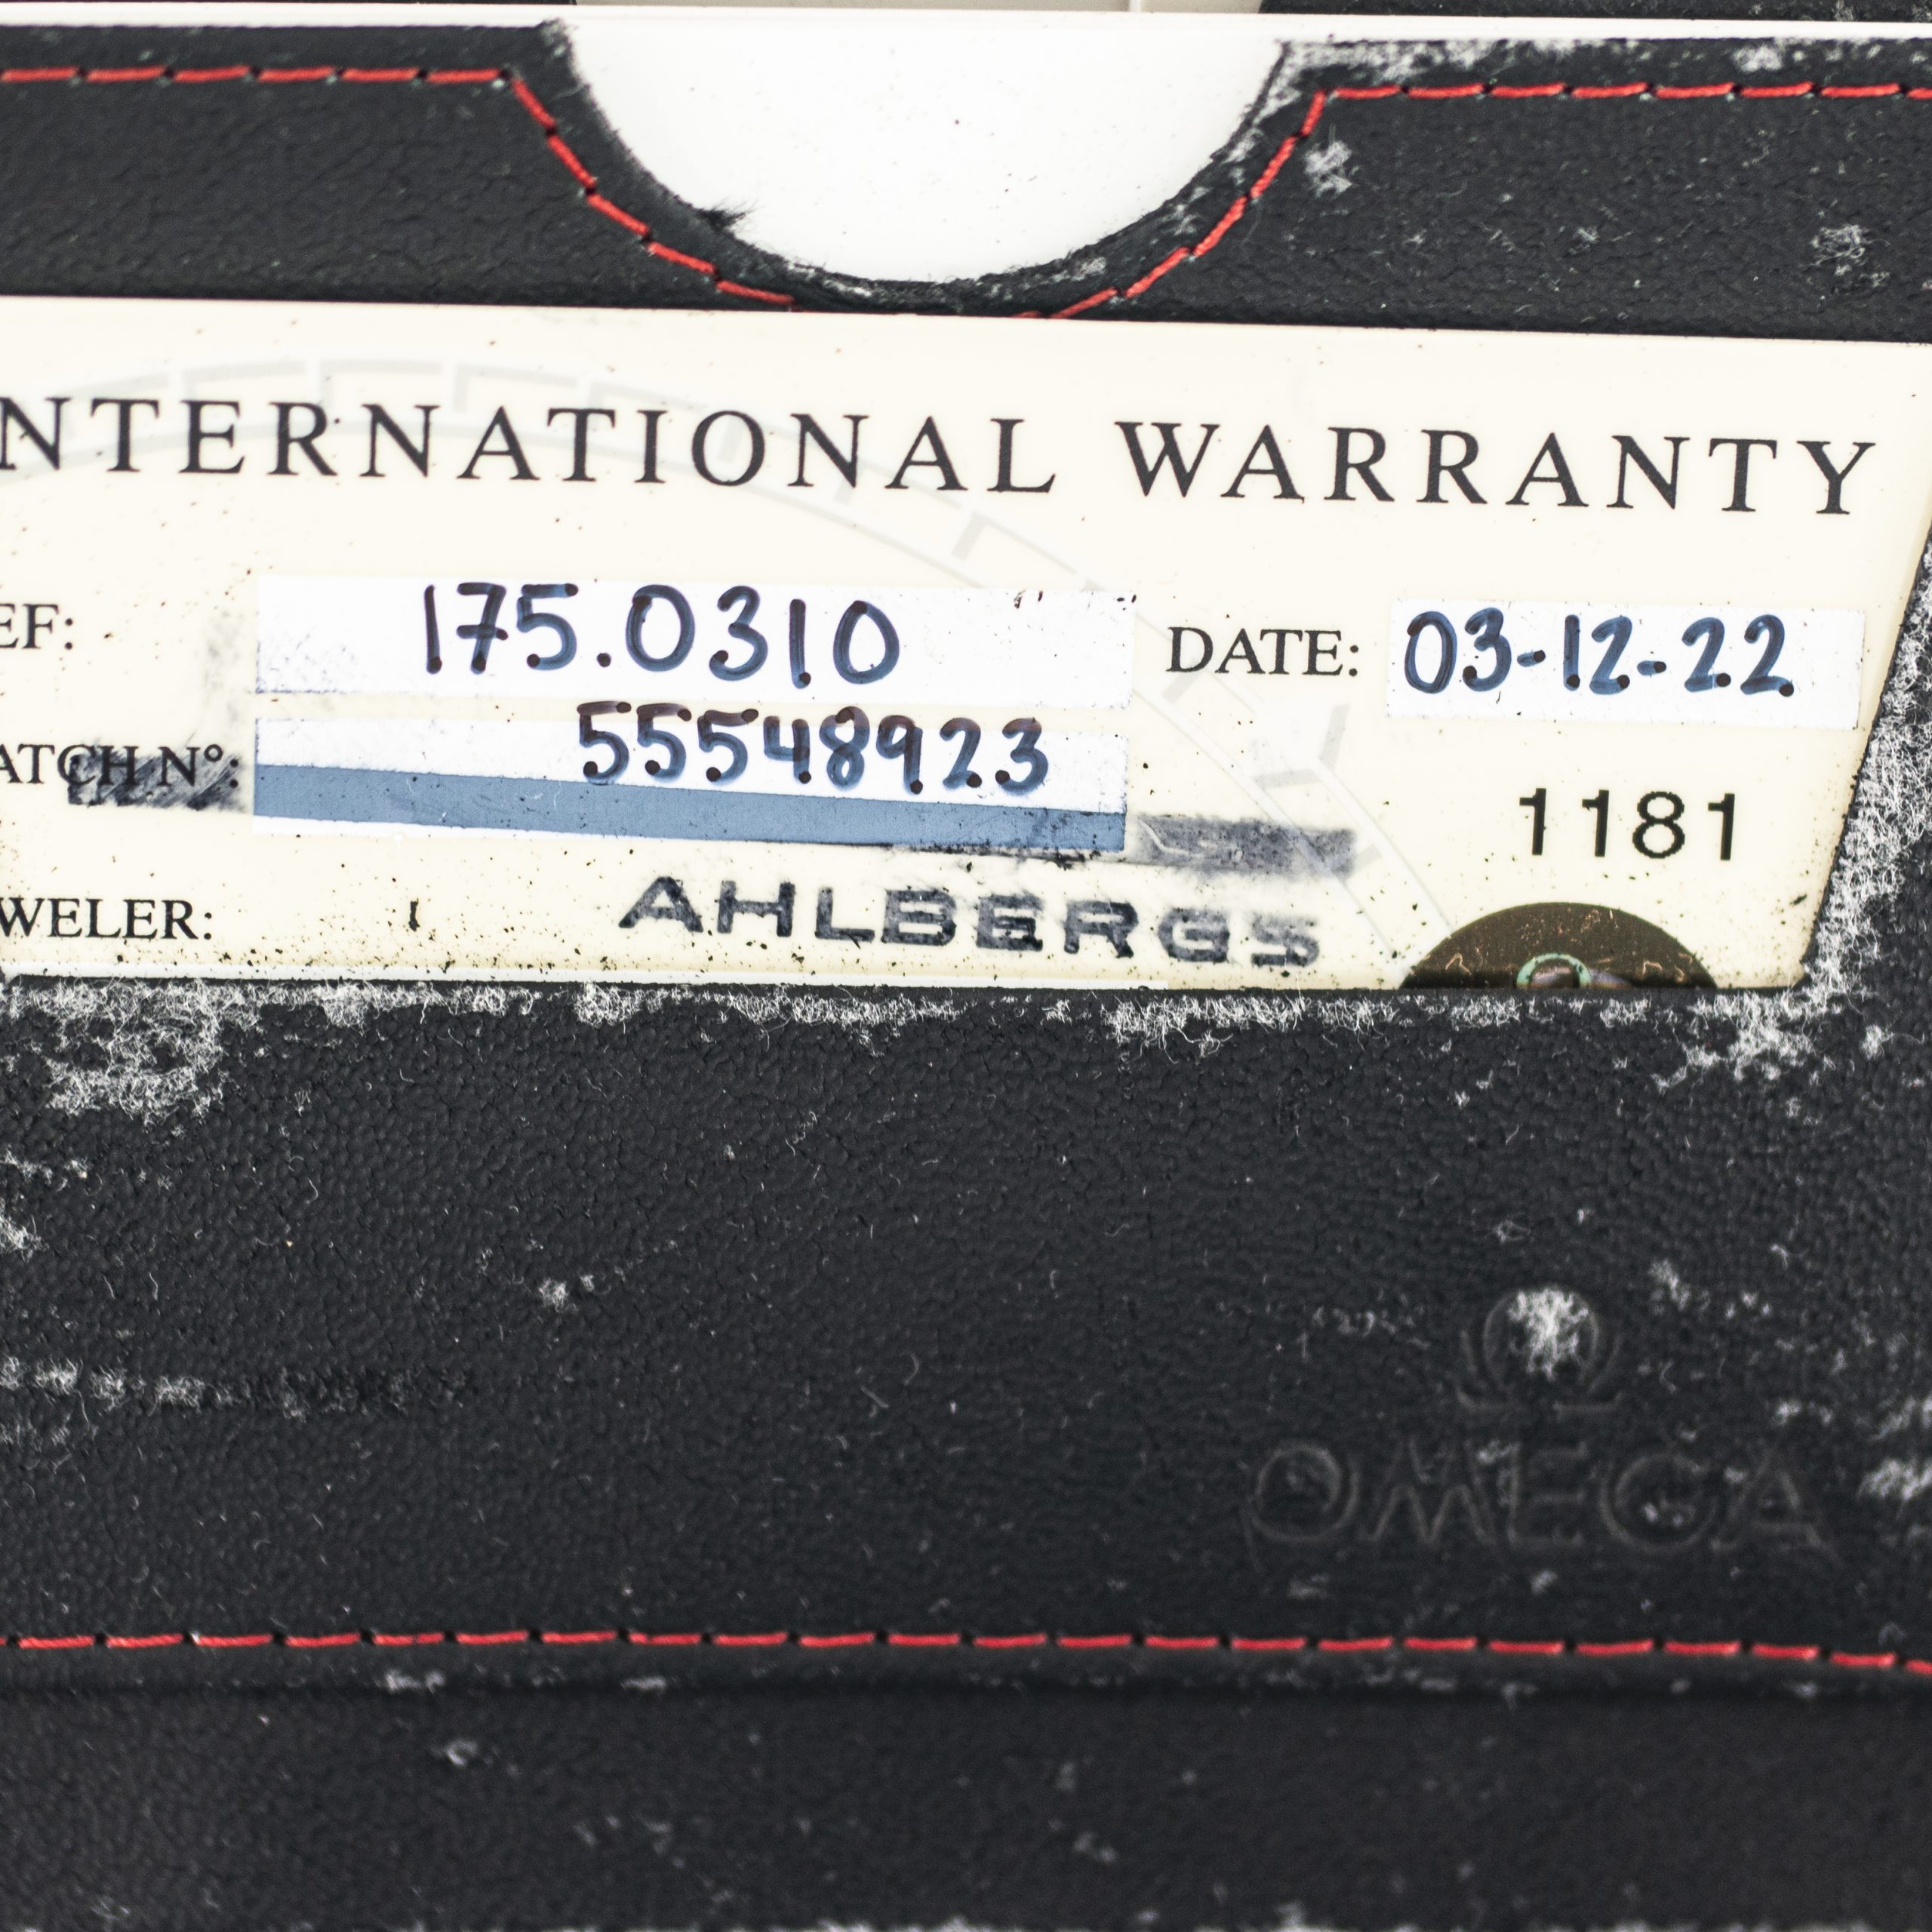 NTERNATIONAL WARRANTY
EF: 175.0310 DATE: 03-12-22
ATCH N°: 55548923
1181
WELER: AHLBERGS
OMEGA